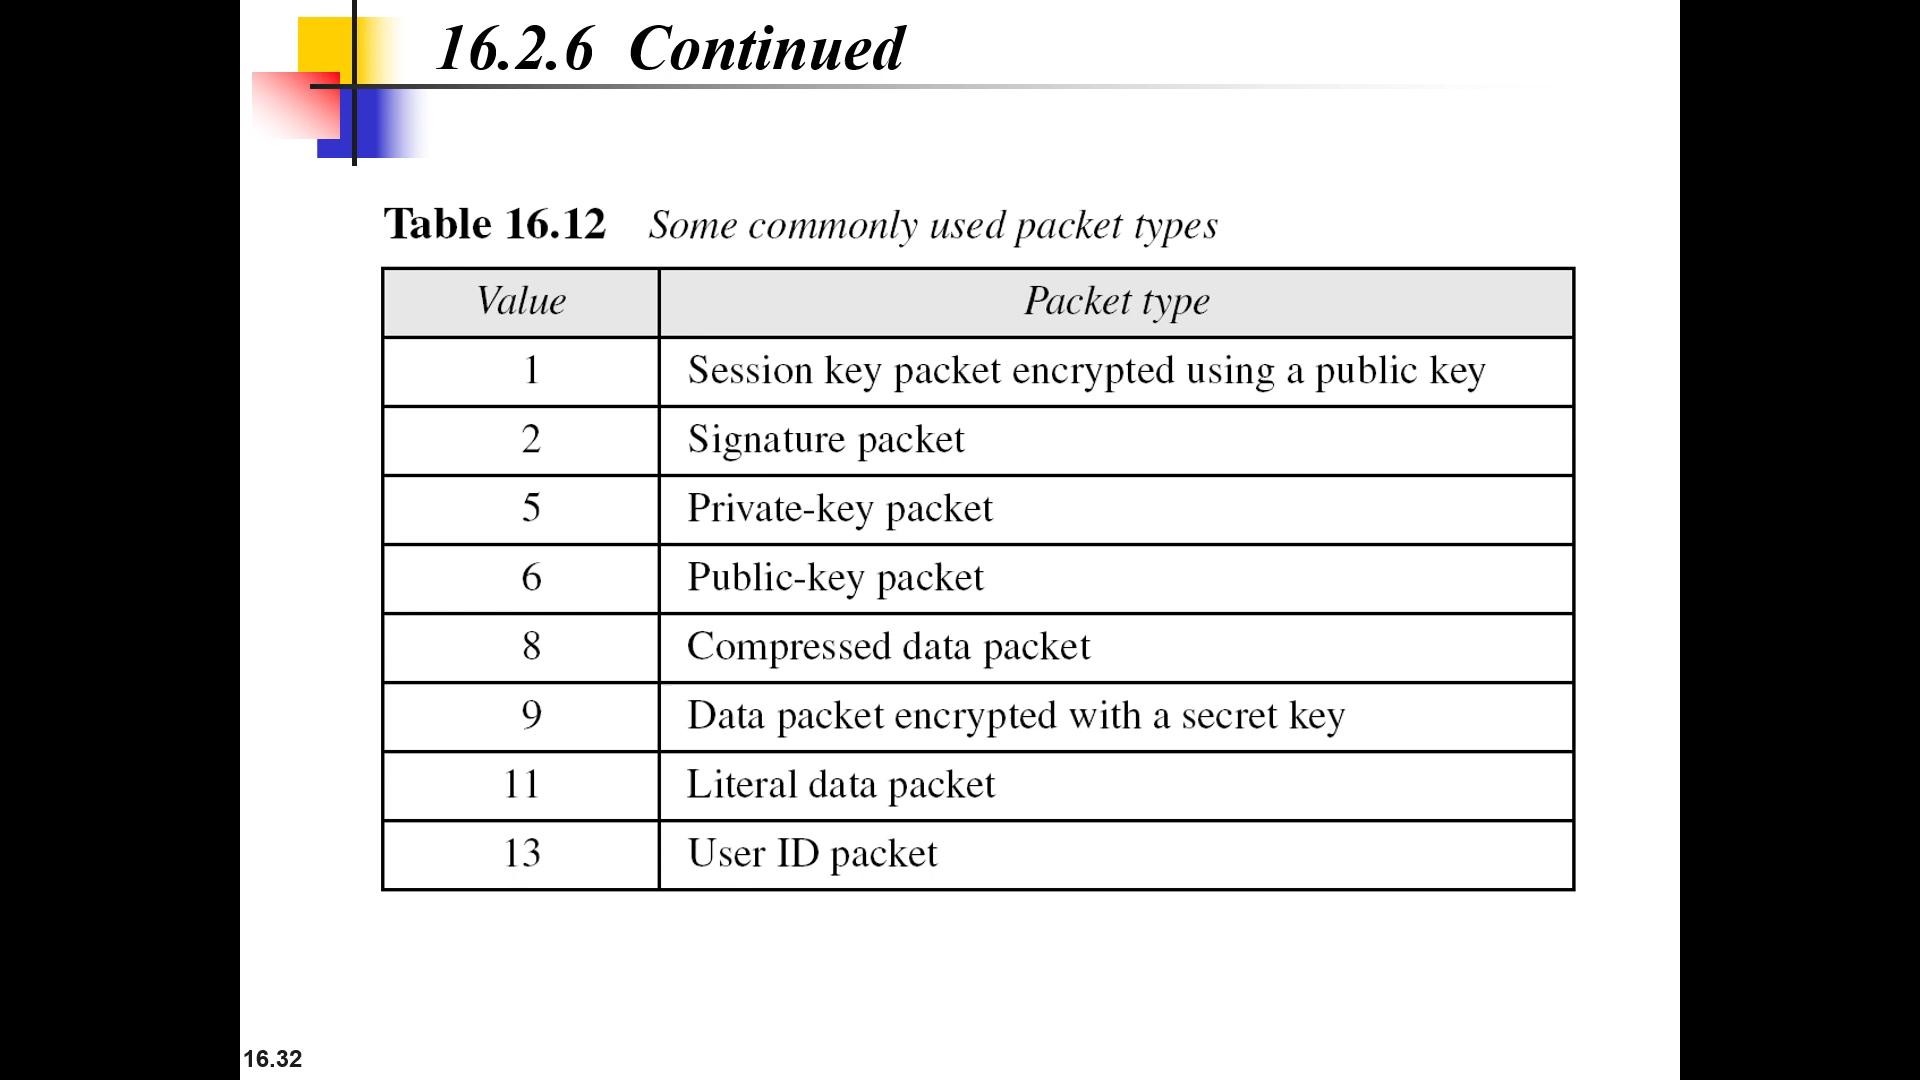 16.2.6 Continued
Table 16.12 Some commonly used packet types
Value Packet type
1 Session key packet encrypted using a public key
2 Signature packet
5 Private-key packet
6 Public-key packet
8 Compressed data packet
9 Data packet encrypted with a secret key
11 Literal data packet
13 User ID packet
16.32